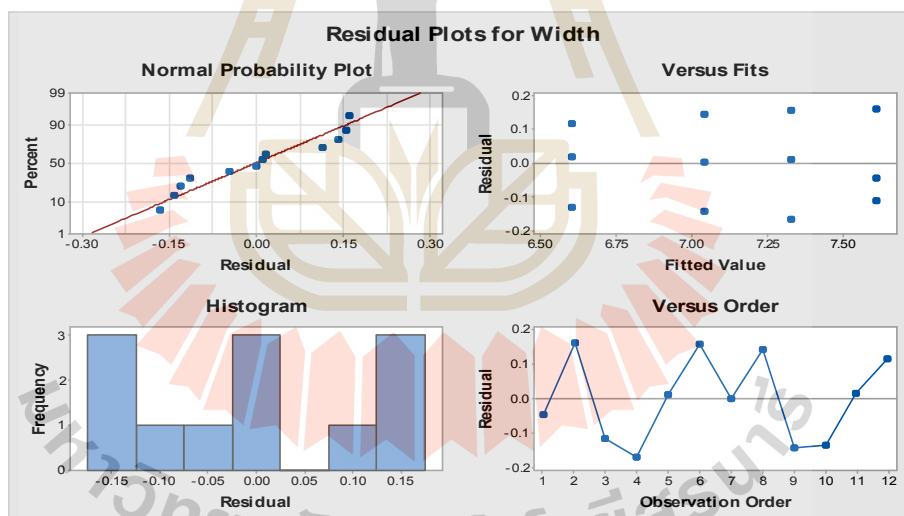 Residual Plots for Width
Normal Probability Plot
Percent
99
90
50
10
1
-0.30
-0.15
0.00
0.15
0.30
Residual
Versus Fits
Residual
0.2
0.1
0.0
-0.1
-0.2
6.50
6.75
7.00
7.25
7.50
Fitted Value
Histogram
Frequency
3
2
1
0
-0.15
-0.10
-0.05
0.00
0.05
0.10
0.15
Residual
Versus Order
Residual
0.2
0.1
0.0
-0.1
-0.2
1 2 3 4 5 6 7 8 9 10 11 12
Observation Order